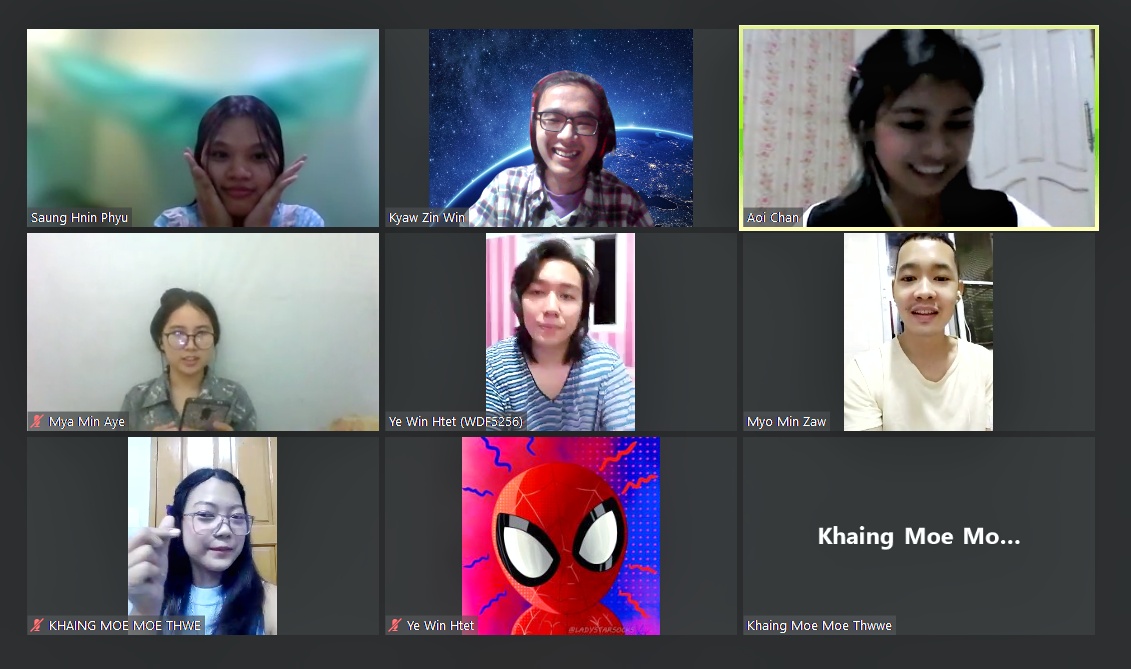 Saung Hnin Phyu
Kyaw Zin Win
Aoi Chan
Mya Min Aye
Ye Win Htet (WDF5256)
Myo Min Zaw
KHAING MOE MOE THWE
Ye Win Htet
@LADYSTARSOCKS
Khaing Moe Mo...
Khaing Moe Moe Thwwe